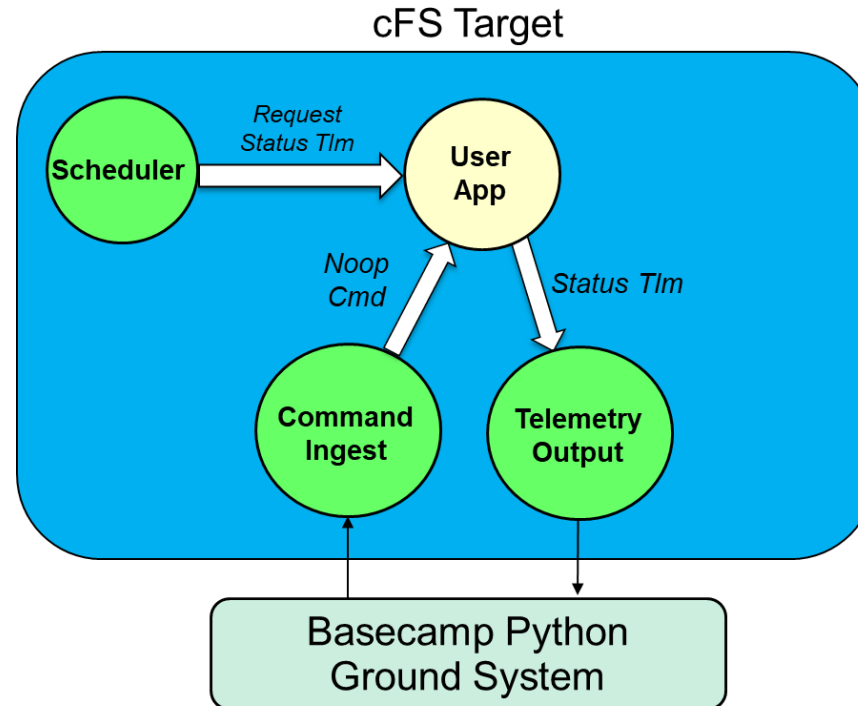 cFS Target
Request
Status Tlm
Scheduler
User
App
Noop
Cmd
Status Tlm
Command
Ingest
Telemetry
Output
Basecamp Python
Ground System